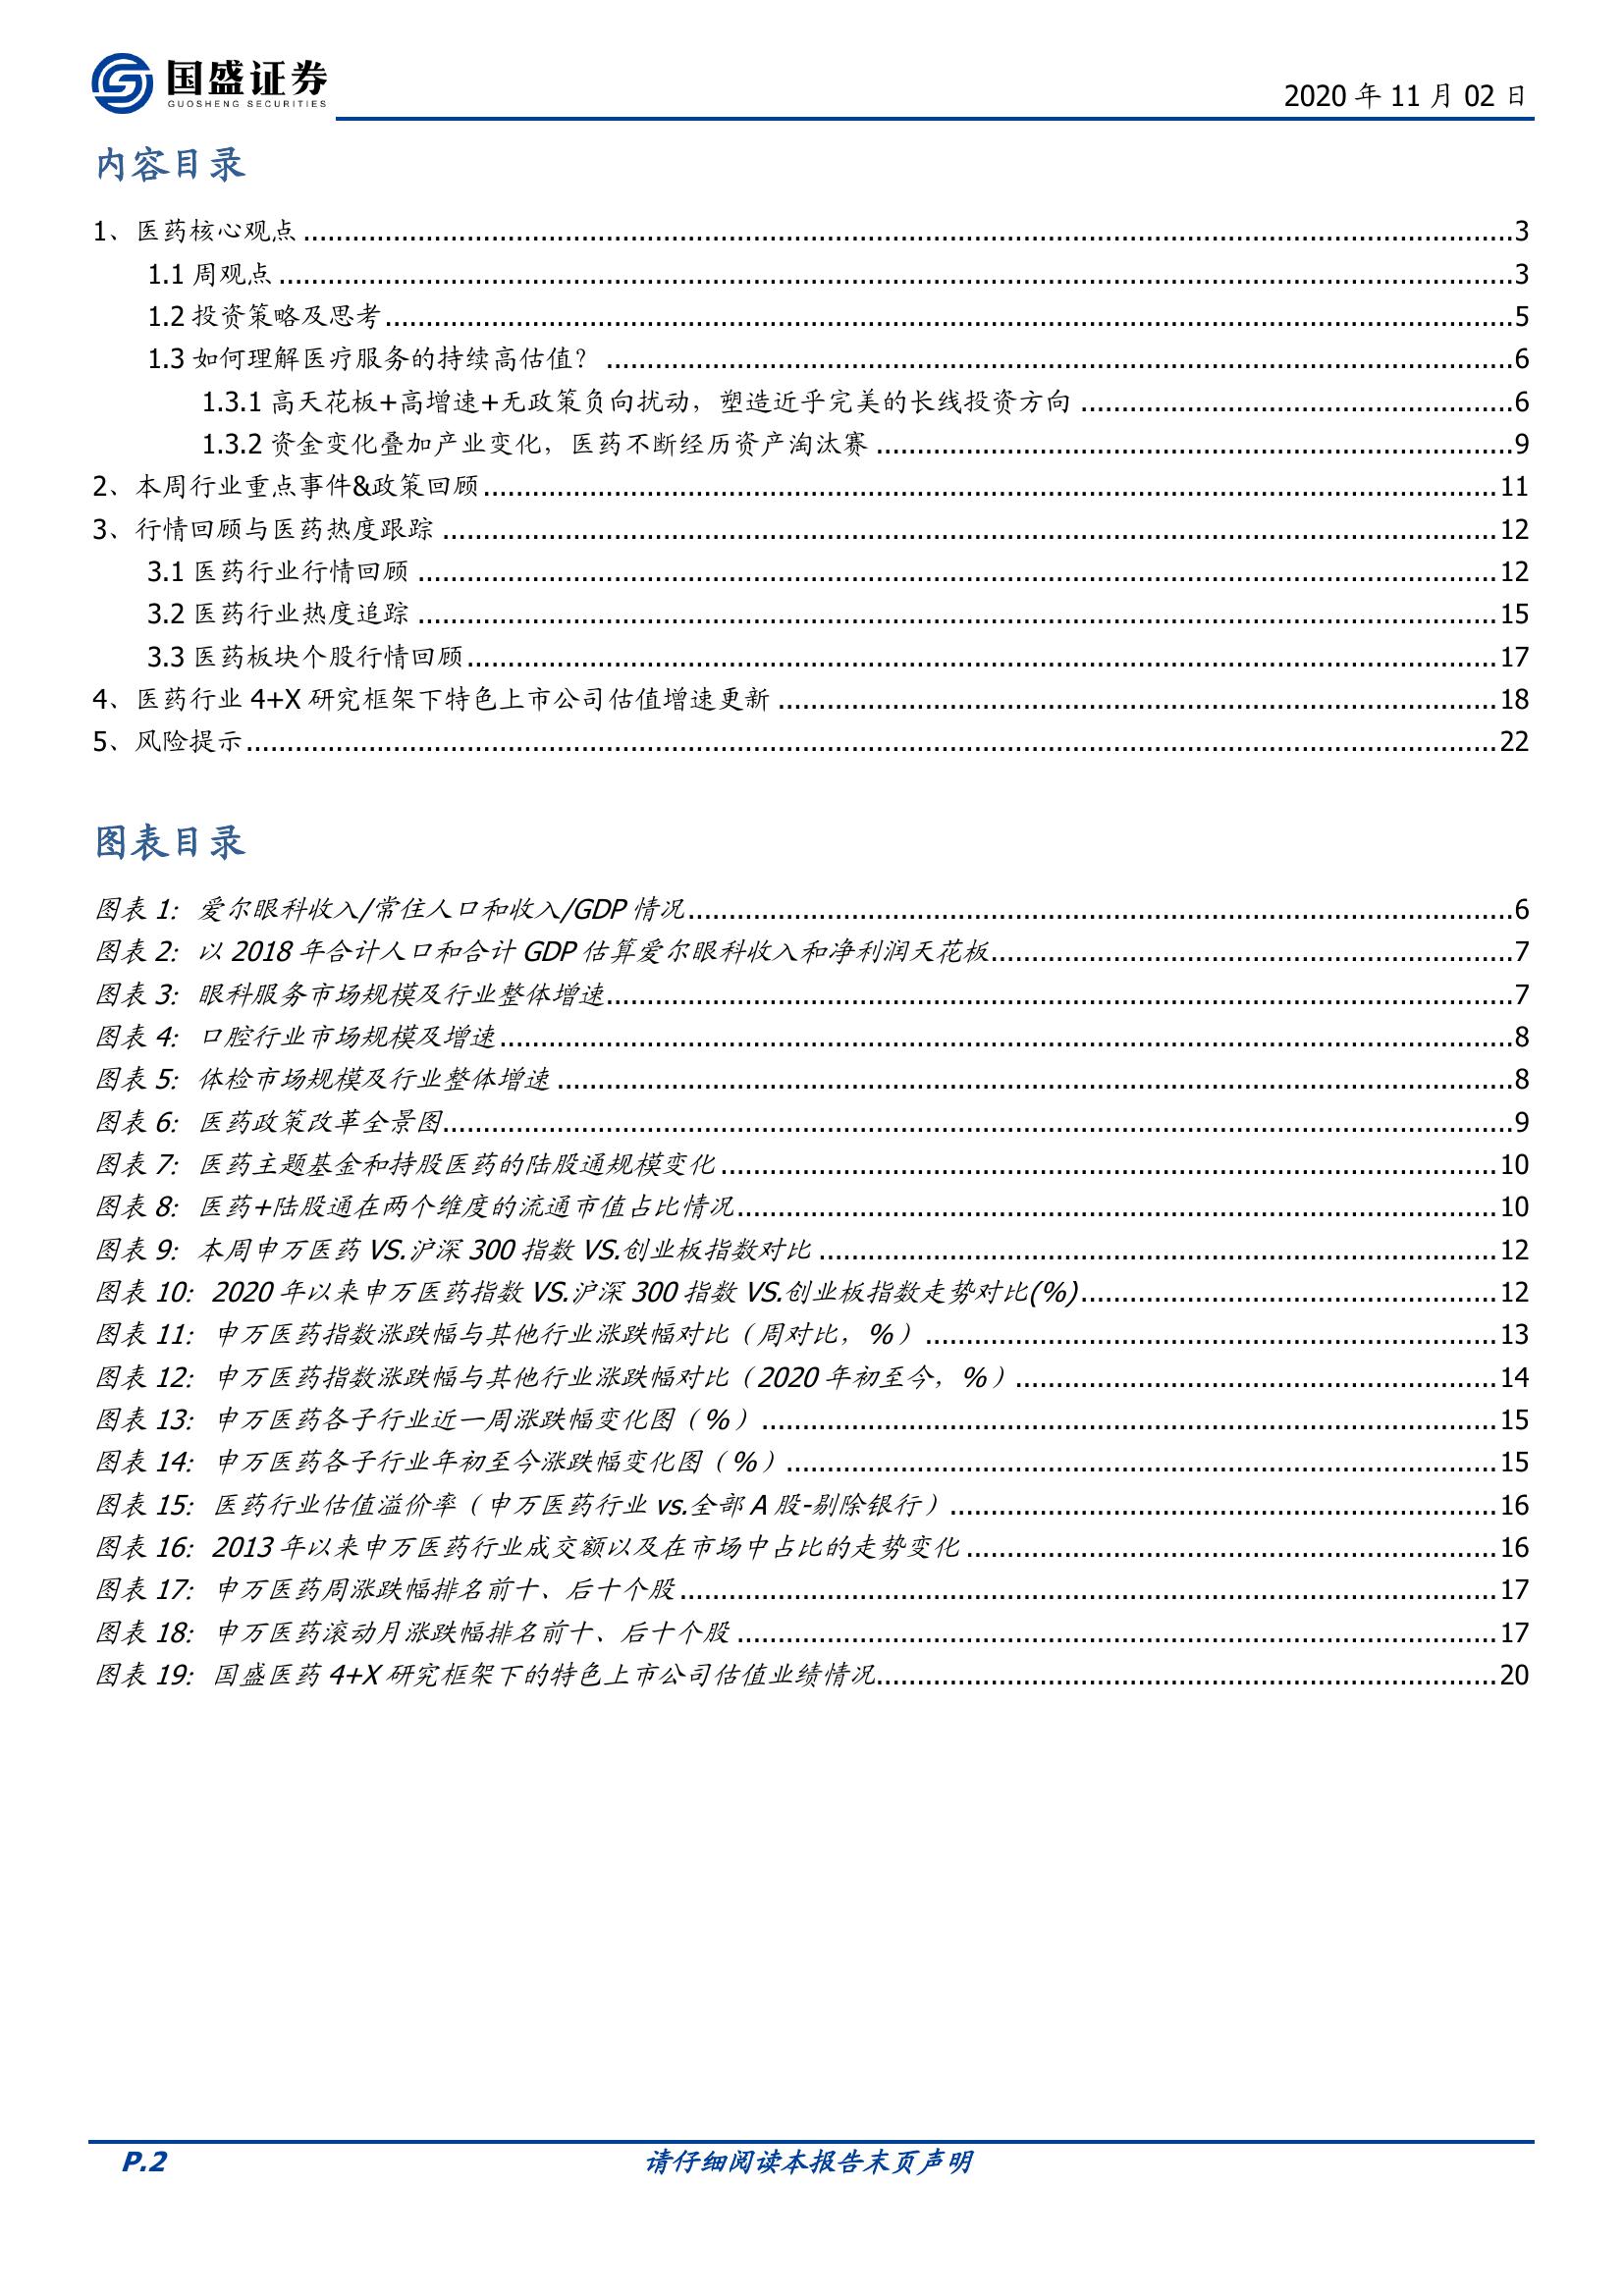 国盛证券
GUOSHENG SECURITIES
2020 年 11 月 02 日
内容目录
1、医药核心观点 ........ 3
1.1 周观点 ........ 3
1.2 投资策略及思考 ........ 5
1.3 如何理解医疗服务的持续高估值？ ........ 6
1.3.1 高天花板+高增速+无政策负向扰动，塑造近乎完美的长线投资方向 ........ 6
1.3.2 资金变化叠加产业变化，医药不断经历资产淘汰赛 ........ 9
2、本周行业重点事件&政策回顾 ........ 11
3、行情回顾与医药热度跟踪 ........ 12
3.1 医药行业行情回顾 ........ 12
3.2 医药行业热度追踪 ........ 15
3.3 医药板块个股行情回顾 ........ 17
4、医药行业 4+X 研究框架下特色上市公司估值增速更新 ........ 18
5、风险提示 ........ 22
图表目录
图表 1: 爱尔眼科收入/常住人口和收入/GDP 情况 ........ 6
图表 2: 以 2018 年合计人口和合计 GDP 估算爱尔眼科收入和净利润天花板 ........ 7
图表 3: 眼科服务市场规模及行业整体增速 ........ 7
图表 4: 口腔行业市场规模及增速 ........ 8
图表 5: 体检市场规模及行业整体增速 ........ 8
图表 6: 医药政策改革全景图 ........ 9
图表 7: 医药主题基金和持股医药的陆股通规模变化 ........ 10
图表 8: 医药+陆股通在两个维度的流通市值占比情况 ........ 10
图表 9: 本周申万医药 VS.沪深 300 指数 VS.创业板指数对比 ........ 12
图表 10: 2020 年以来申万医药指数 VS.沪深 300 指数 VS.创业板指数走势对比(%) ........ 12
图表 11: 申万医药指数涨跌幅与其他行业涨跌幅对比（周对比，%） ........ 13
图表 12: 申万医药指数涨跌幅与其他行业涨跌幅对比（2020 年初至今，%） ........ 14
图表 13: 申万医药各子行业近一周涨跌幅变化图（%） ........ 15
图表 14: 申万医药各子行业年初至今涨跌幅变化图（%） ........ 15
图表 15: 医药行业估值溢价率（申万医药行业 vs.全部 A 股-剔除银行） ........ 16
图表 16: 2013 年以来申万医药行业成交额以及在市场中占比的走势变化 ........ 16
图表 17: 申万医药周涨跌幅排名前十、后十个股 ........ 17
图表 18: 申万医药滚动月涨跌幅排名前十、后十个股 ........ 17
图表 19: 国盛医药 4+X 研究框架下的特色上市公司估值业绩情况 ........ 20
P.2
请仔细阅读本报告末页声明